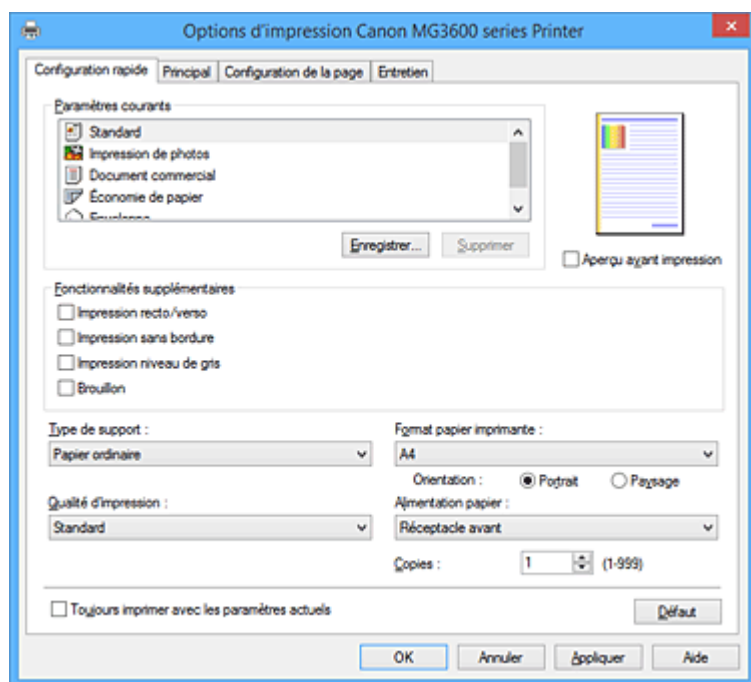 Options d'impression Canon MG3600 series Printer
Configuration rapide
Principal
Configuration de la page
Entretien
Paramètres courants
Standard
Impression de photos
Document commercial
Économie de papier
Enveloppe
Enregistrer...
Supprimer
Aperçu avant impression
Fonctionnalités supplémentaires
Impression recto/verso
Impression sans bordure
Impression niveau de gris
Brouillon
Type de support :
Papier ordinaire
Format papier imprimante :
A4
Orientation :
Portrait
Paysage
Qualité d'impression :
Standard
Alimentation papier :
Réceptacle avant
Copies :
1
(1-999)
Toujours imprimer avec les paramètres actuels
Défaut
OK
Annuler
Appliquer
Aide